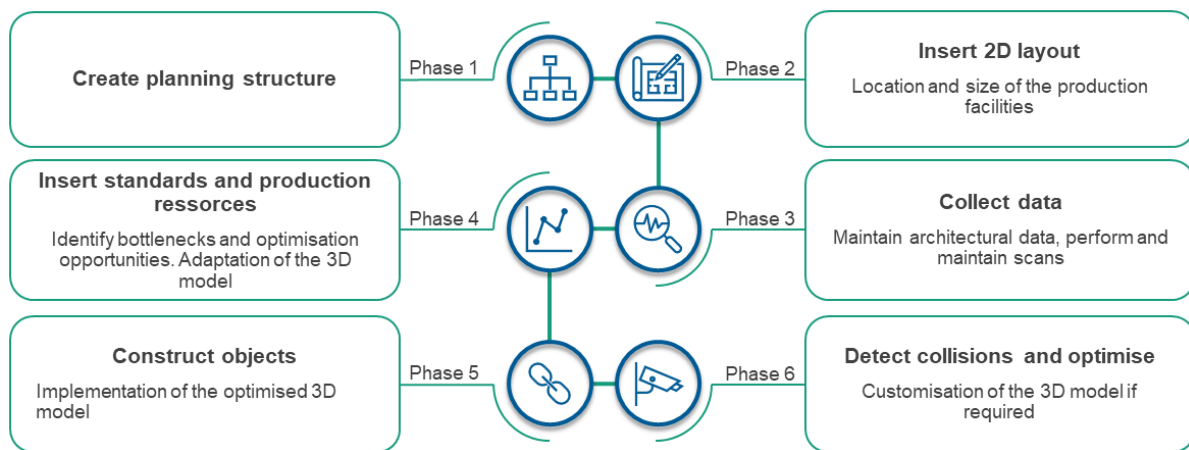 Create planning structure
Phase 1
Phase 2
Insert 2D layout
Location and size of the production
facilities
Collect data
Maintain architectural data, perform and
maintain scans
Phase 3
Phase 4
Insert standards and production
ressorces
Identify bottlenecks and optimisation
opportunities. Adaptation of the 3D
model
Construct objects
Implementation of the optimised 3D
model
Phase 5
Phase 6
Detect collisions and optimise
Customisation of the 3D model if
required